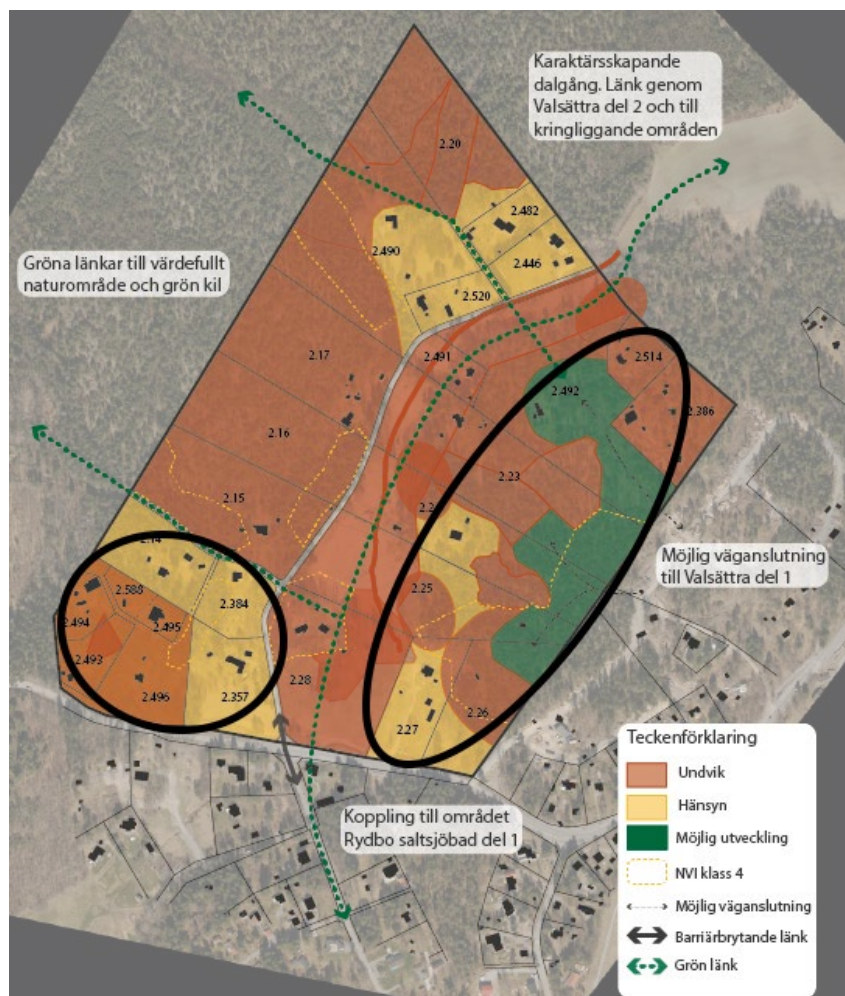 Karaktärsskapande
dalgång. Länk genom
Valsättra del 2 och till
kringliggande områden
2.20
2.482
2.490
2.446
Gröna länkar till värdefullt
naturområde och grön kil
2.520
2.17
2.491
2.514
2.492
2.386
2.16
2.23
2.15
2.14
Möjlig väganslutning
till Valsättra del 1
2.588
2.25
2.384
2.494
2.495
2.493
2.496
2.357
2.28
2.26
2.27
Teckenförklaring
Undvik
Hänsyn
Möjlig utveckling
NVI klass 4
Möjlig väganslutning
Barriärbrytande länk
Grön länk
Koppling till området
Rydbo saltsjöbad del 1